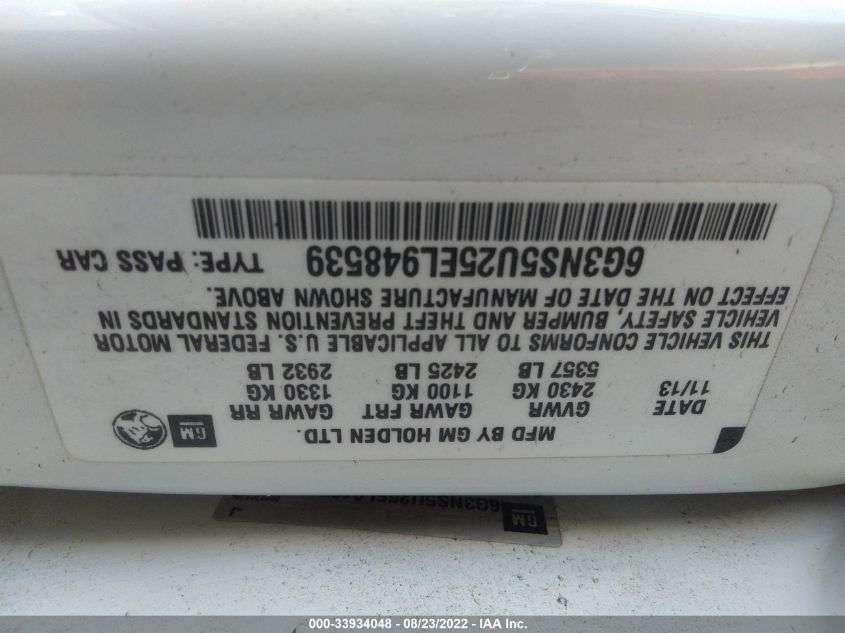 MFD BY GM HOLDEN LTD.
GM
DATE GVWR GAWR FRT GAWR RR
11/13 2430 KG 1100 KG 1330 KG
5357 LB 2425 LB 2932 LB
THIS VEHICLE CONFORMS TO ALL APPLICABLE U.S. FEDERAL MOTOR
VEHICLE SAFETY, BUMPER AND THEFT PREVENTION STANDARDS IN
EFFECT ON THE DATE OF MANUFACTURE SHOWN ABOVE.
6G3NS5U25EL948539 TYPE: PASS CAR
GM
000-33934048 - 08/23/2022 - IAA Inc.